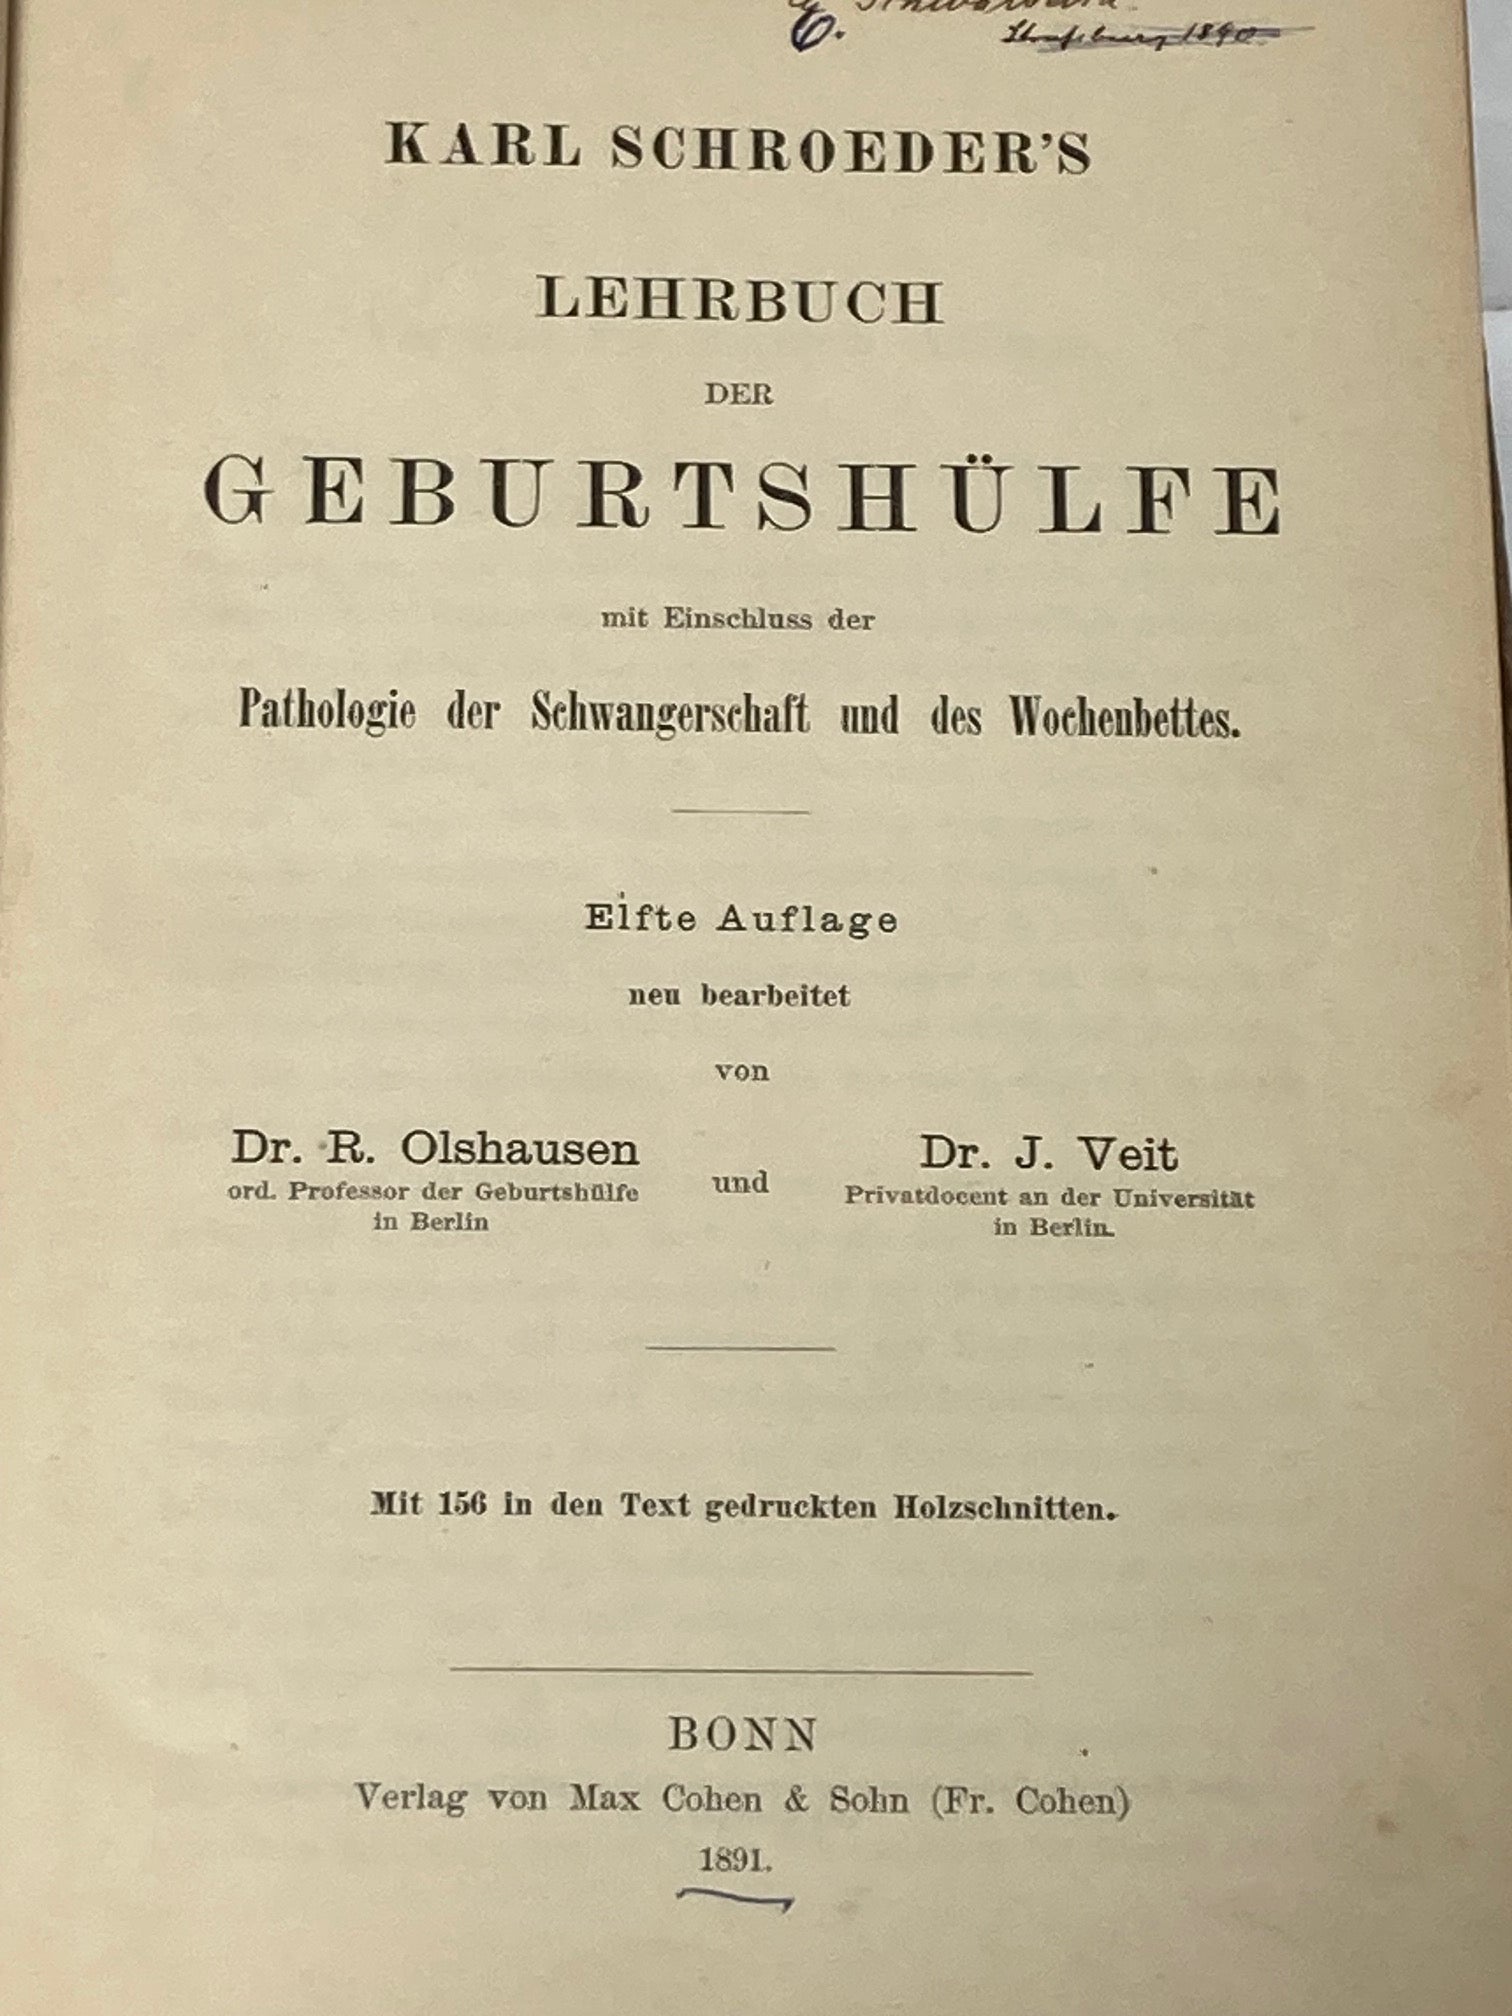 Strassburg 1890
KARL SCHROEDER'S
LEHRBUCH
DER
GEBURTSHÜLFE
mit Einschluss der
Pathologie der Schwangerschaft und des Wochenbettes.
Elfte Auflage
neu bearbeitet
von
Dr. R. Olshausen
ord. Professor der Geburtshülfe
in Berlin
und
Dr. J. Veit
Privatdocent an der Universität
in Berlin.
Mit 156 in den Text gedruckten Holzschnitten.
BONN
Verlag von Max Cohen & Sohn (Fr. Cohen)
1891.